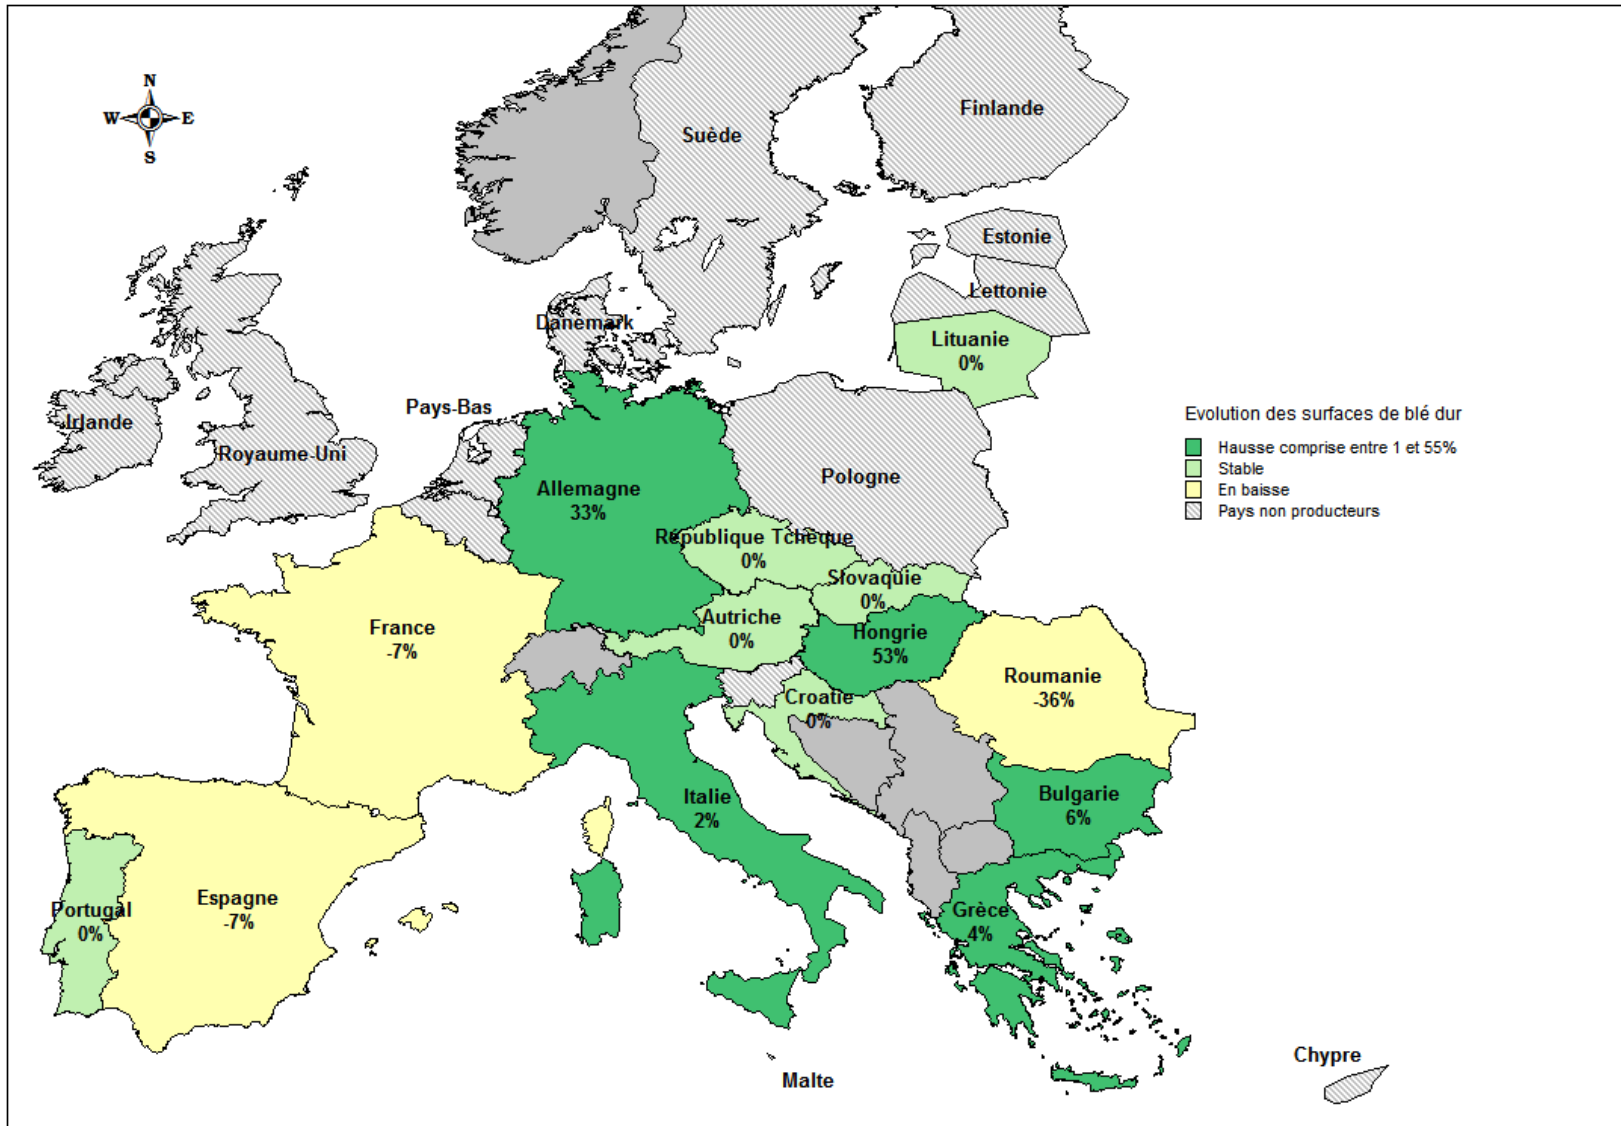 N
W E
S
Finlande
Suède
Estonie
Lettonie
Danemark
Lituanie
0%
Pays-Bas
Irlande
Royaume-Uni
Pologne
Allemagne
33%
République Tchèque
0%
Slovaquie
0%
Autriche
0%
Hongrie
53%
France
-7%
Roumanie
-36%
Croatie
0%
Italie
2%
Bulgarie
6%
Espagne
-7%
Portugal
0%
Grèce
4%
Malte
Chypre
Evolution des surfaces de blé dur
Hausse comprise entre 1 et 55%
Stable
En baisse
Pays non producteurs